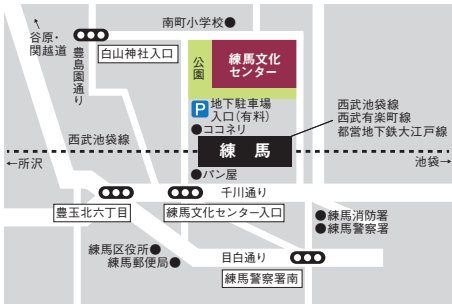 南町小学校●
谷原・
関越道
豊島園通り
白山神社入口
公園
練馬文化
センター
P 地下駐車場
入口(有料)
●ココネリ
西武池袋線
西武有楽町線
都営地下鉄大江戸線
西武池袋線
練馬
←所沢
池袋→
●パン屋
千川通り
豊玉北六丁目
練馬文化センター入口
●練馬消防署
●練馬警察署
練馬区役所●
練馬郵便局●
目白通り
練馬警察署南